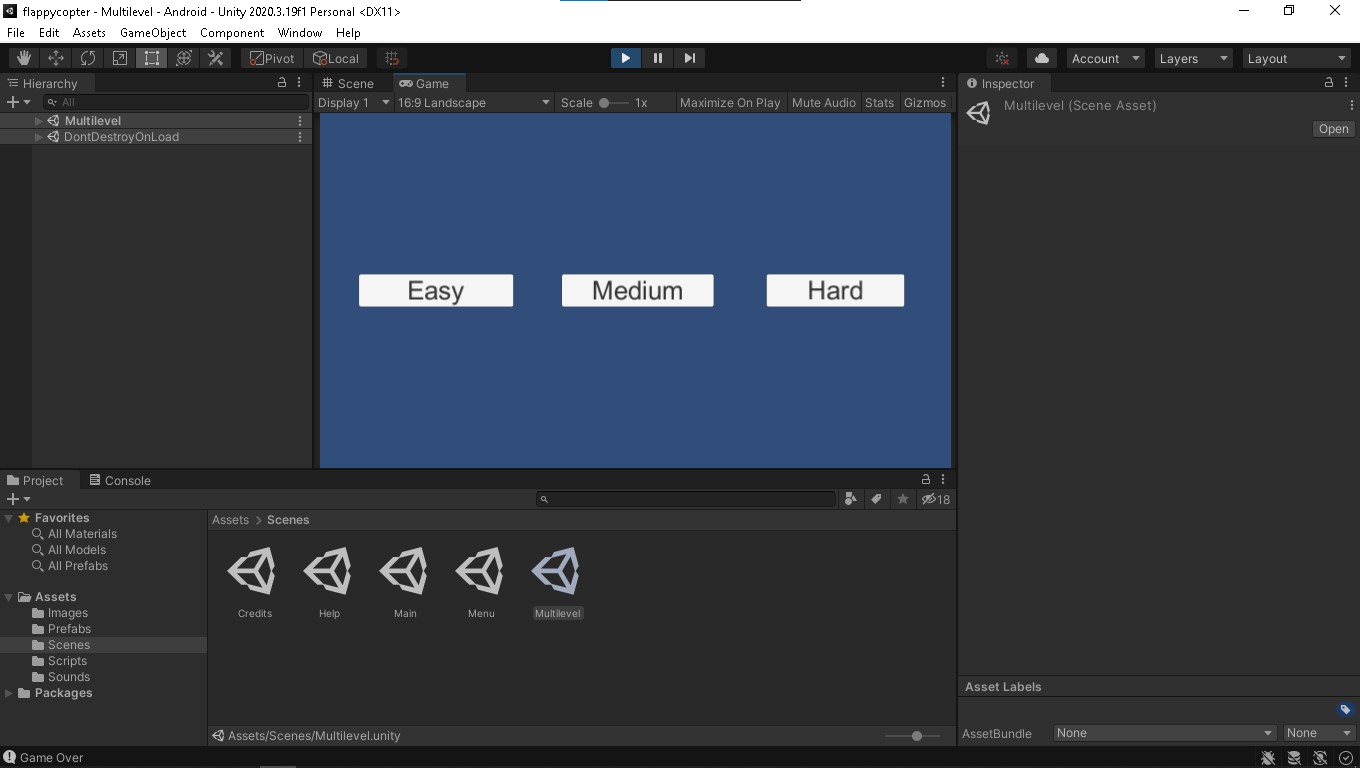 flappycopter - Multilevel - Android - Unity 2020.3.19f1 Personal <DX11>
File Edit Assets GameObject Component Window Help
Pivot Local Account Layers Layout
Hierarchy
All
Multilevel
DontDestroyOnLoad
Scene Game
Display 1 16:9 Landscape Scale 1x Maximize On Play Mute Audio Stats Gizmos
Easy Medium Hard
Inspector
Multilevel (Scene Asset)
Open
Project Console
18
Favorites
All Materials
All Models
All Prefabs
Assets
Images
Prefabs
Scenes
Scripts
Sounds
Packages
Assets > Scenes
Credits Help Main Menu Multilevel
Assets/Scenes/Multilevel.unity
Asset Labels
AssetBundle None None
Game Over